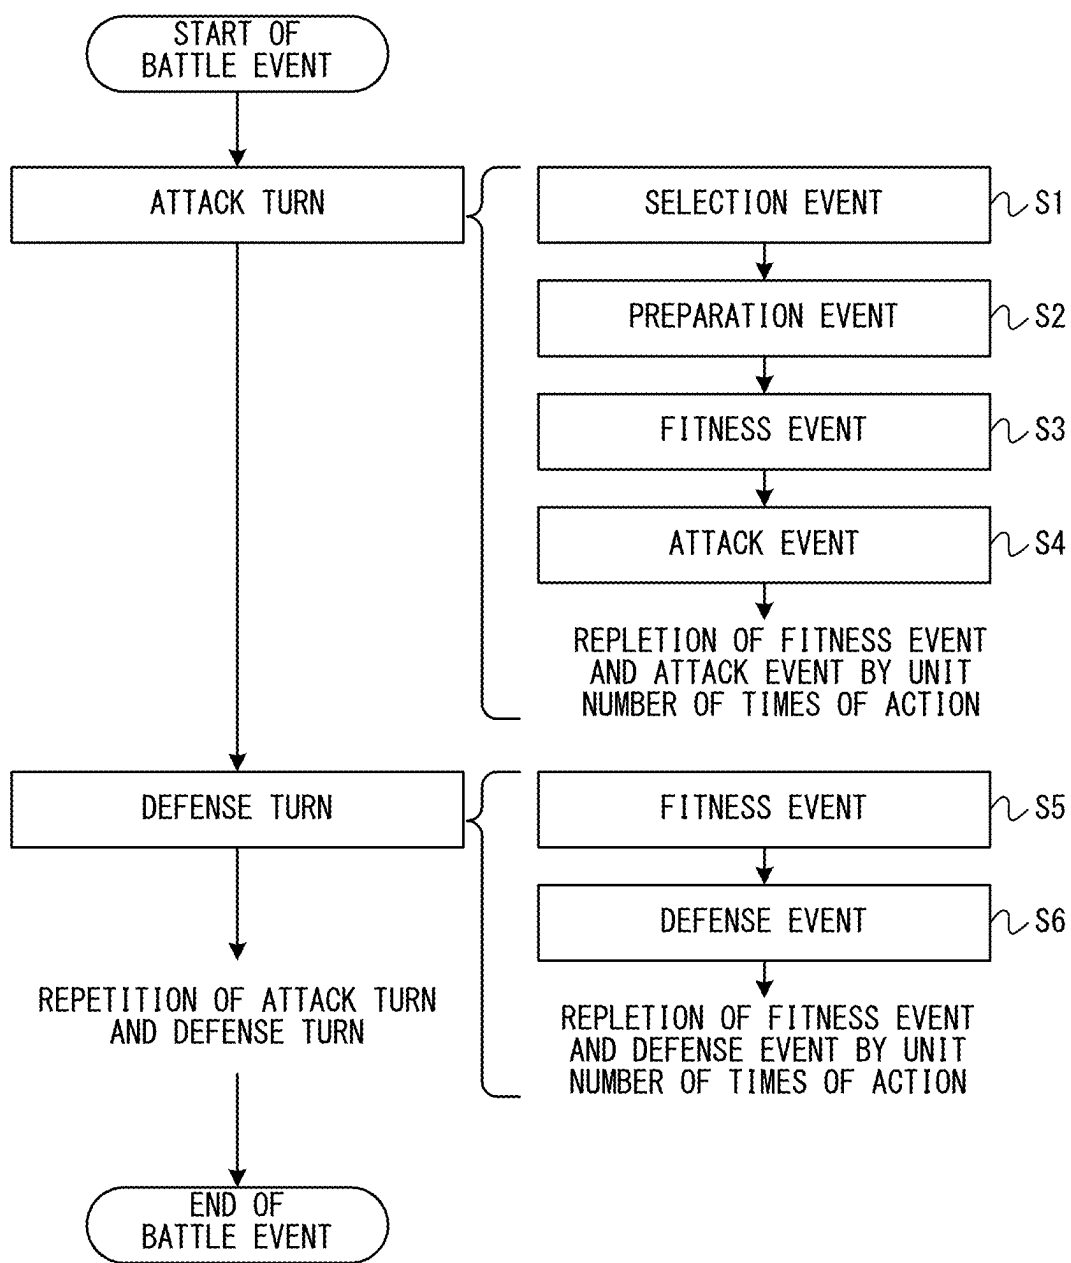 START OF
BATTLE EVENT
ATTACK TURN
SELECTION EVENT
S1
PREPARATION EVENT
S2
FITNESS EVENT
S3
ATTACK EVENT
S4
REPLETION OF FITNESS EVENT
AND ATTACK EVENT BY UNIT
NUMBER OF TIMES OF ACTION
DEFENSE TURN
FITNESS EVENT
S5
DEFENSE EVENT
S6
REPLETION OF FITNESS EVENT
AND DEFENSE EVENT BY UNIT
NUMBER OF TIMES OF ACTION
REPETITION OF ATTACK TURN
AND DEFENSE TURN
END OF
BATTLE EVENT